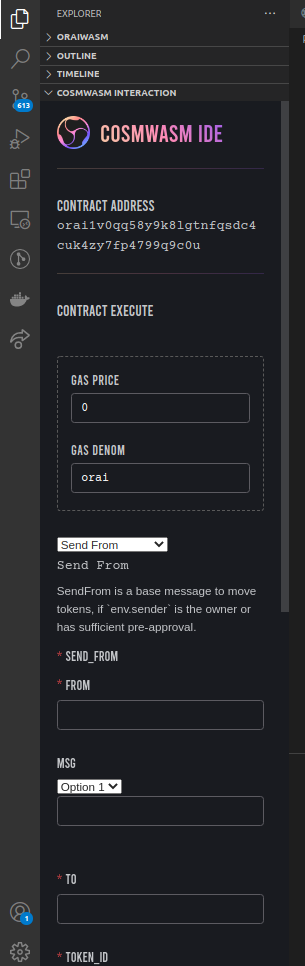 EXPLORER
ORAIWASM
OUTLINE
TIMELINE
COSMWASM INTERACTION
613
COSMWASM IDE
CONTRACT ADDRESS
orai1v0qq58y9k8lgtnfqsdc4
cuk4zy7fp4799q9c0u
CONTRACT EXECUTE
GAS PRICE
0
GAS DENOM
orai
Send From
Send From
SendFrom is a base message to move
tokens, if `env.sender` is the owner or
has sufficient pre-approval.
* SEND_FROM
* FROM
MSG
Option 1
* TO
1
* TOKEN_ID